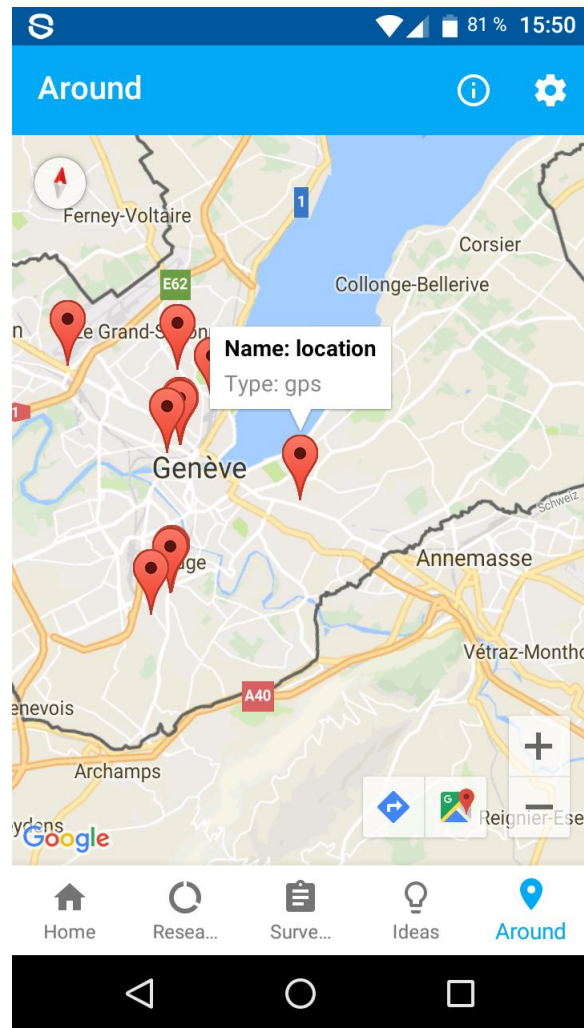 81 % 15:50
Around
1
Ferney-Voltaire
Corsier
E62
Collonge-Bellerive
Le Grand-S
Name: location
Type: gps
1
Genève
Schweiz
Annemasse
Vétraz-Montho
A40
enevois
Archamps
Reignier-Ese
Google
Home
Resea...
Surve...
Ideas
Around